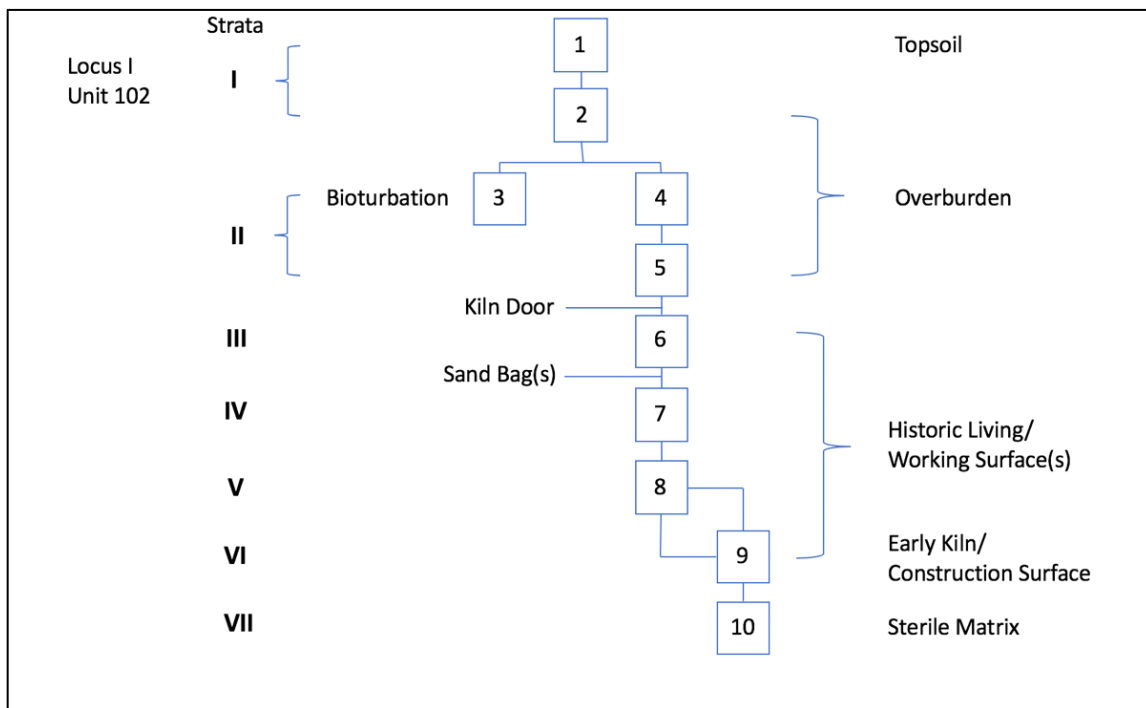 Strata
1
Topsoil
Locus I
Unit 102
I
2
Bioturbation
3
4
Overburden
II
5
Kiln Door
III
6
Sand Bag(s)
IV
7
Historic Living/
Working Surface(s)
V
8
VI
9
Early Kiln/
Construction Surface
VII
10
Sterile Matrix